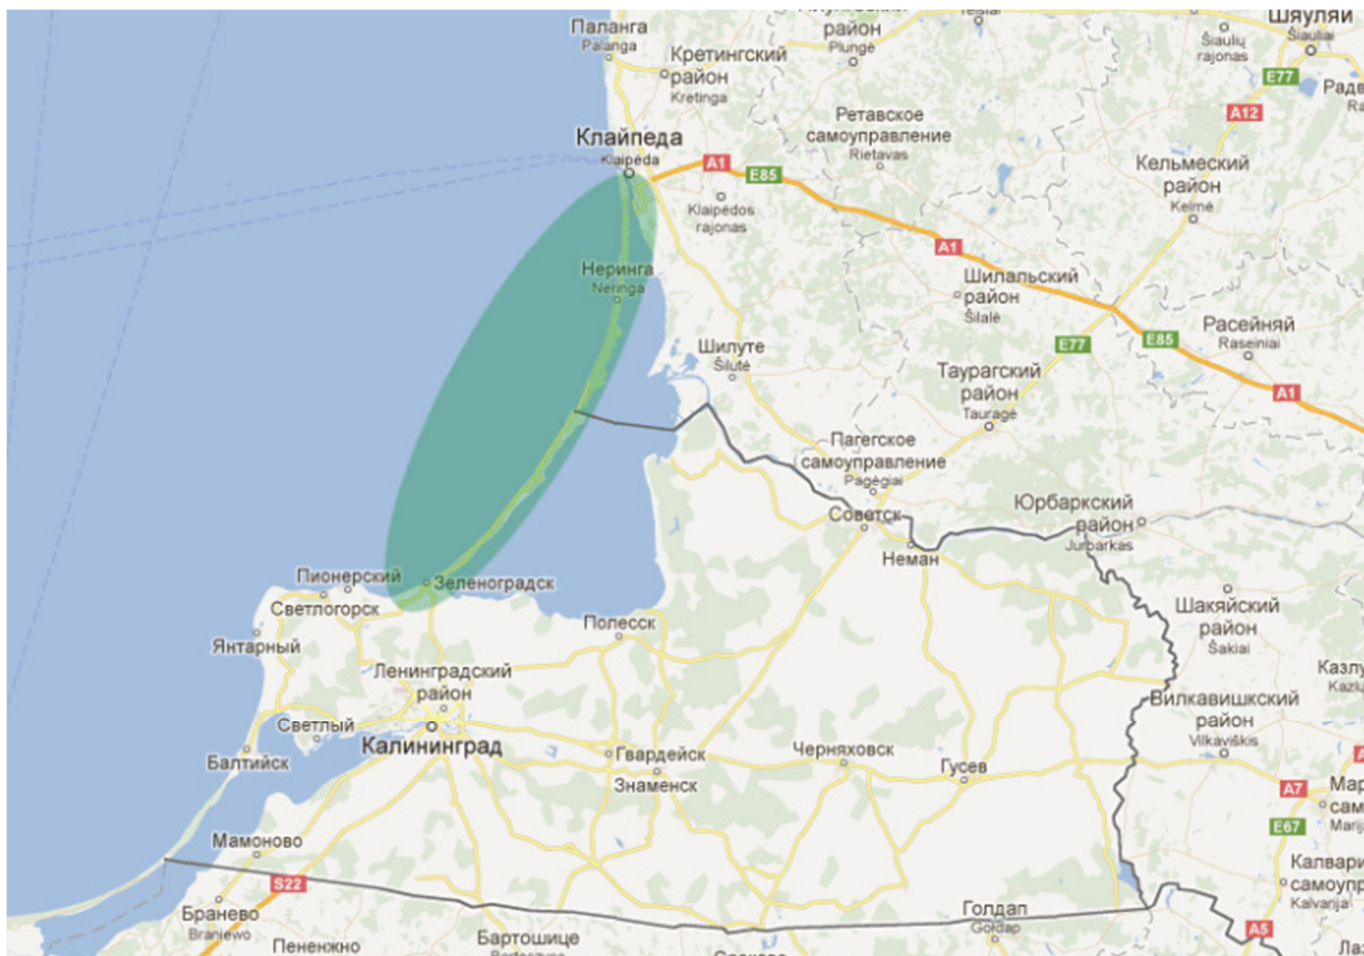 Шяуляй
Šiauliai
Паланга
Palanga
район
Plungė
Šiaulių
rajonas
E77
Кретингский
район
Kretinga
A12
Ретавское
самоуправление
Rietavas
Клайпеда
Klaipėda
A1
E85
Кельмеский
район
Kelmė
Klaipėdos
rajonas
A1
Неринга
Neringa
Шилальский
район
Šilalė
Расейняй
Raseiniai
E77
E85
Шилуте
Šilutė
Таурагский
район
Tauragė
A1
Пагегское
самоуправление
Pagėgiai
Советск
Неман
Юрбаркский
район
Jurbarkas
Пионерский
Зеленоградск
Светлогорск
Шакяйский
район
Šakiai
Янтарный
Полесск
Ленинградский
район
Казлу
Вилкавишкский
район
Vilkaviškis
Светлый
Калининград
Балтийск
Гвардейск
Знаменск
Черняховск
Гусев
A7
Мар
сам
Marij
E67
Мамоново
S22
Калвари
самоупр
Kalvarija
Бранево
Braniewo
Пененжно
Бартошице
Голдап
Gołdap
A5